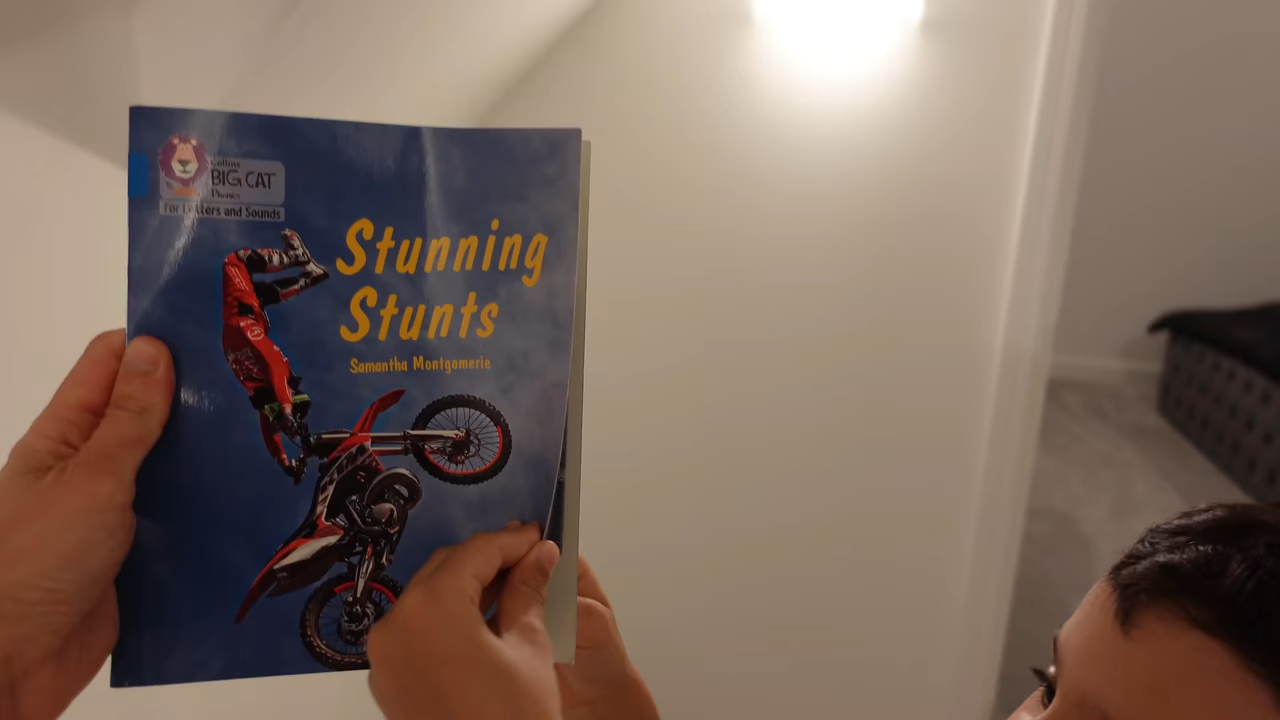 Collins
BIG CAT
Phonics
For Letters and Sounds
Stunning
Stunts
Samantha Montgomerie